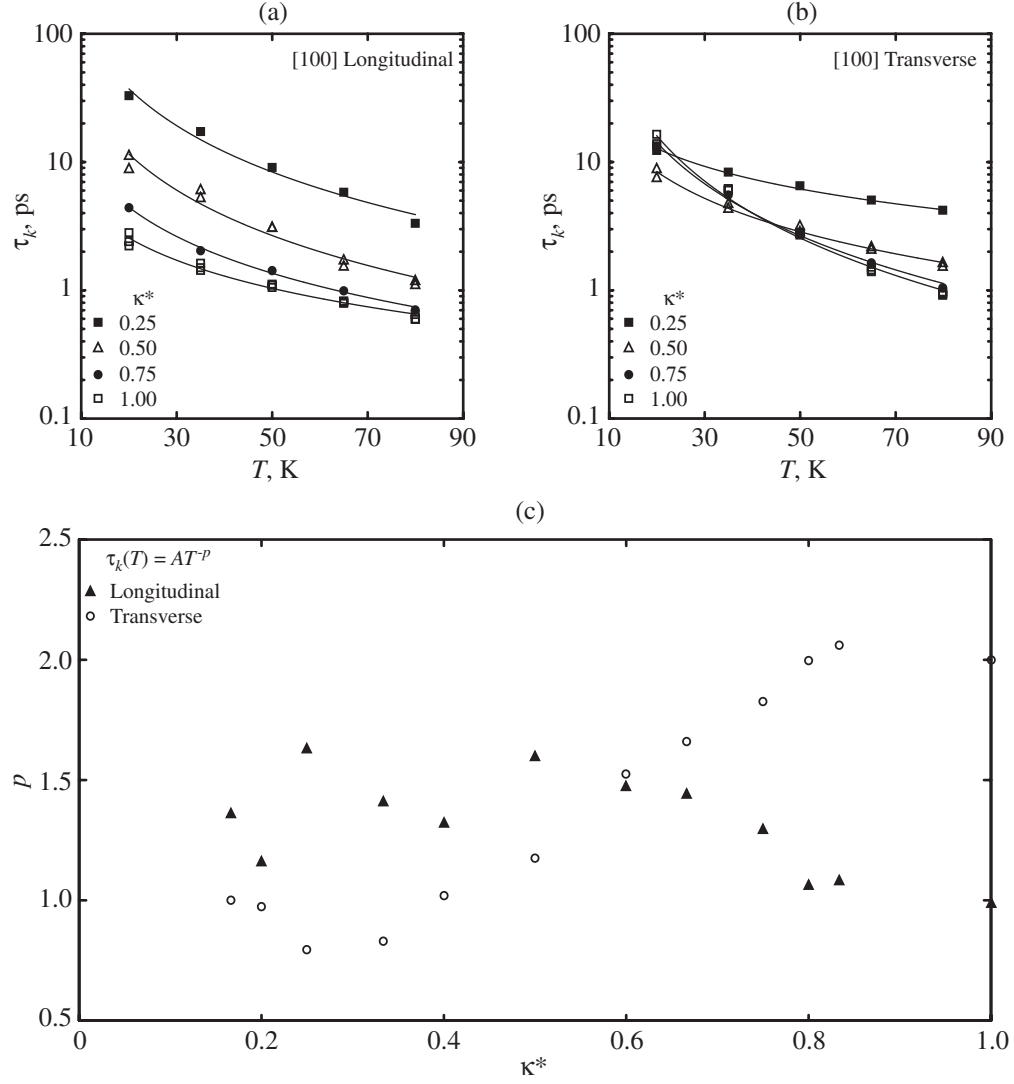 (a)
100
10
1
0.1
τk, ps
[100] Longitudinal
κ*
0.25
0.50
0.75
1.00
10 30 50 70 90
T, K
(b)
100
10
1
0.1
τk, ps
[100] Transverse
κ*
0.25
0.50
0.75
1.00
10 30 50 70 90
T, K
(c)
2.5
2.0
1.5
1.0
0.5
p
τk(T) = AT-p
Longitudinal
Transverse
0 0.2 0.4 0.6 0.8 1.0
κ*